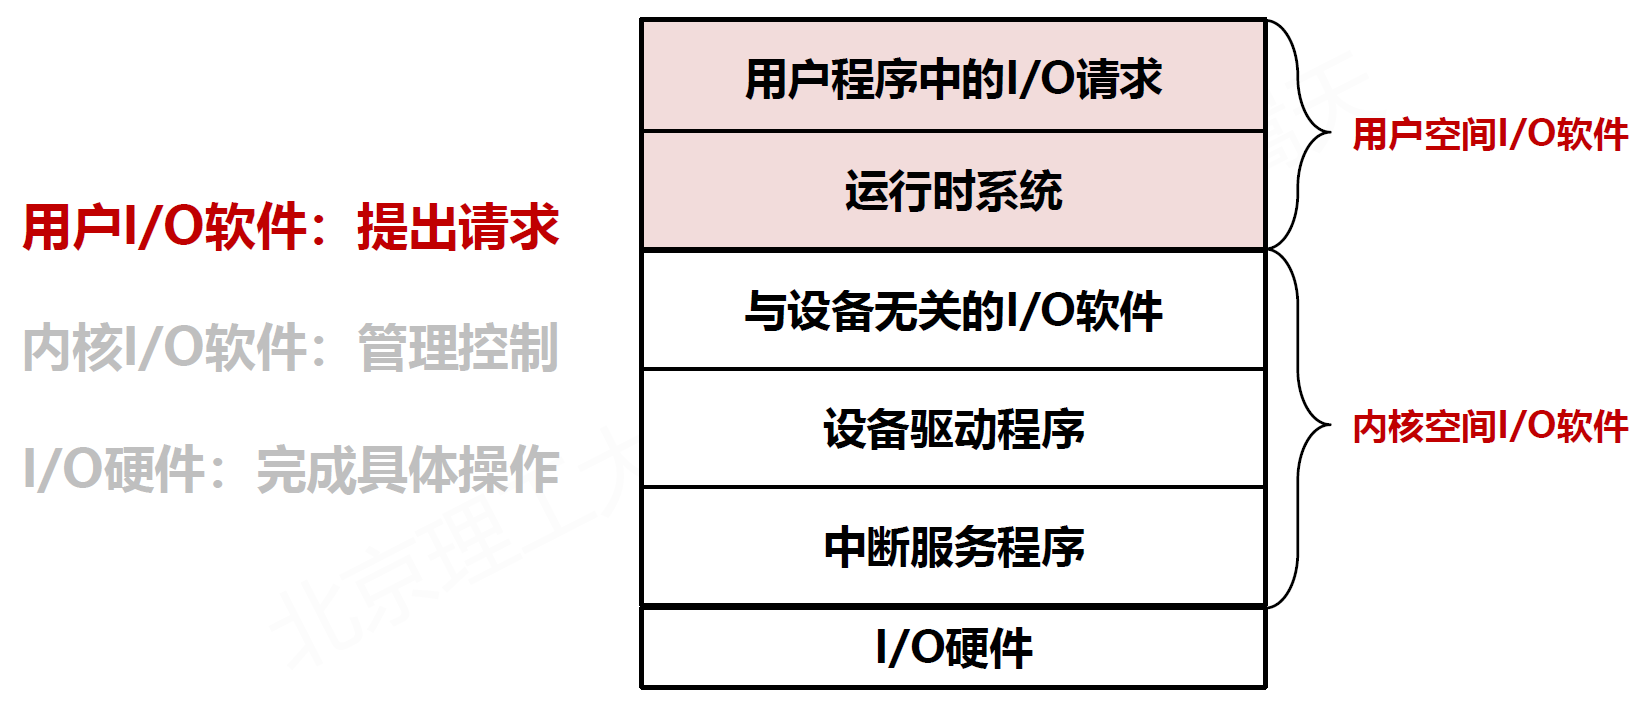 用户I/O软件：提出请求
内核I/O软件：管理控制
I/O硬件：完成具体操作
用户程序中的I/O请求
运行时系统
与设备无关的I/O软件
设备驱动程序
中断服务程序
I/O硬件
用户空间I/O软件
内核空间I/O软件
北京理工大